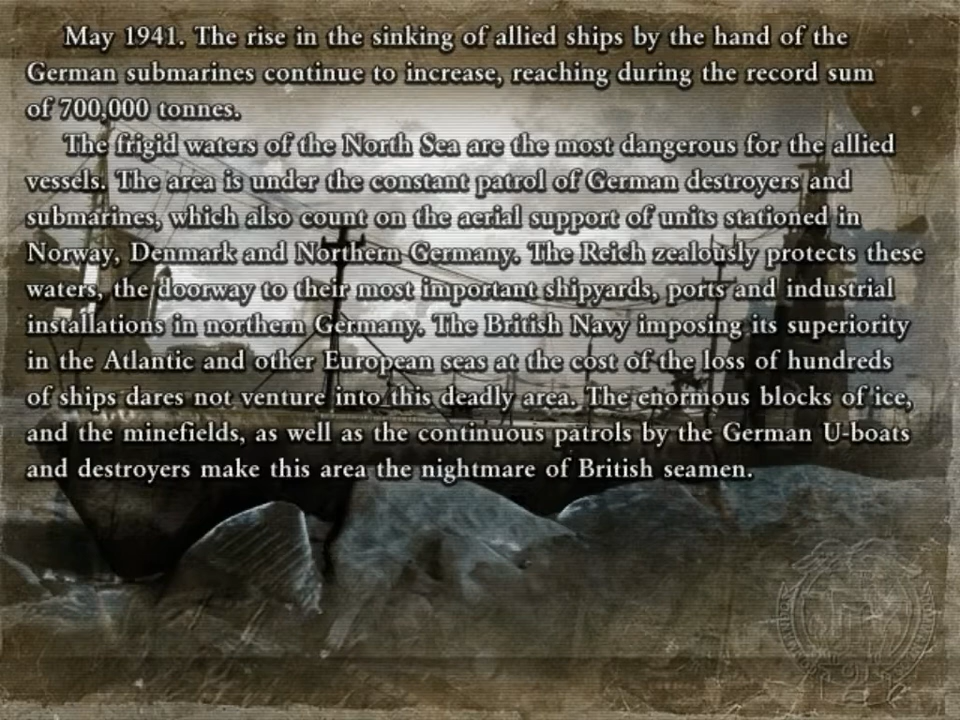 May 1941. The rise in the sinking of allied ships by the hand of the
German submarines continue to increase, reaching during the record sum
of 700,000 tonnes.
The frigid waters of the North Sea are the most dangerous for the allied
vessels. The area is under the constant patrol of German destroyers and
submarines, which also count on the aerial support of units stationed in
Norway, Denmark and Northern Germany. The Reich zealously protects these
waters, the doorway to their most important shipyards, ports and industrial
installations in northern Germany. The British Navy imposing its superiority
in the Atlantic and other European seas at the cost of the loss of hundreds
of ships dares not venture into this deadly area. The enormous blocks of ice,
and the minefields, as well as the continuous patrols by the German U-boats
and destroyers make this area the nightmare of British seamen.